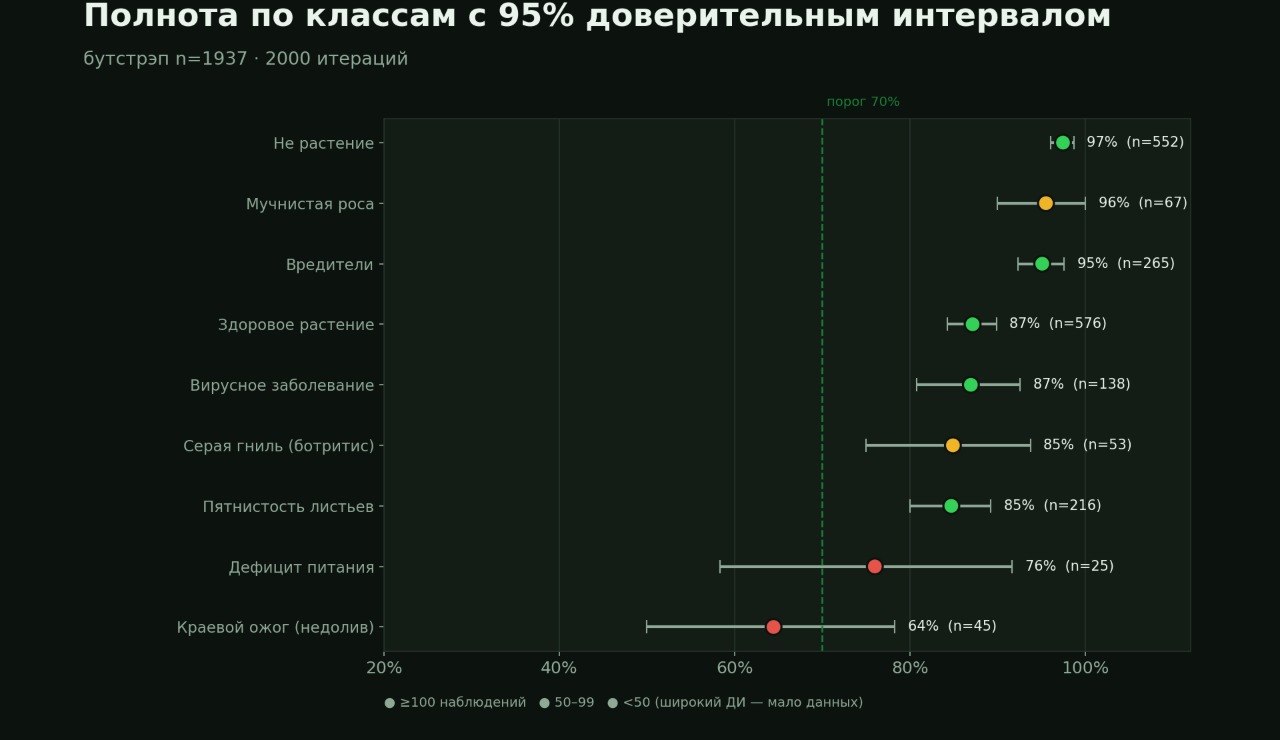 Полнота по классам с 95% доверительным интервалом
бутстрэп n=1937 · 2000 итераций
порог 70%
Не растение 97% (n=552)
Мучнистая роса 96% (n=67)
Вредители 95% (n=265)
Здоровое растение 87% (n=576)
Вирусное заболевание 87% (n=138)
Серая гниль (ботритис) 85% (n=53)
Пятнистость листьев 85% (n=216)
Дефицит питания 76% (n=25)
Краевой ожог (недолив) 64% (n=45)
20% 40% 60% 80% 100%
● ≥100 наблюдений ● 50–99 ● <50 (широкий ДИ — мало данных)